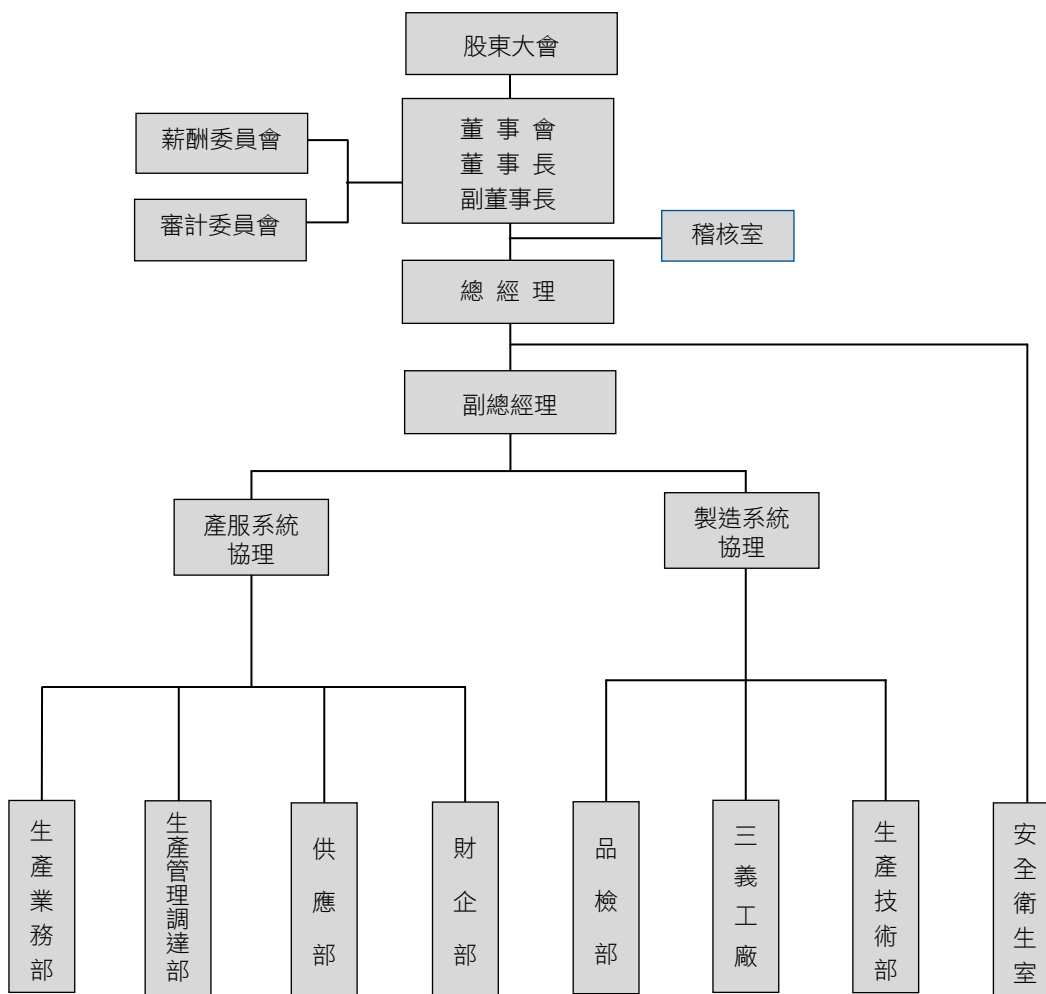 股東大會
董 事 會
董 事 長
副董事長
薪酬委員會
審計委員會
稽核室
總 經 理
副總經理
產服系統
協理
製造系統
協理
生產業務部
生產管理調達部
供應部
財企部
品檢部
三義工廠
生產技術部
安全衛生室